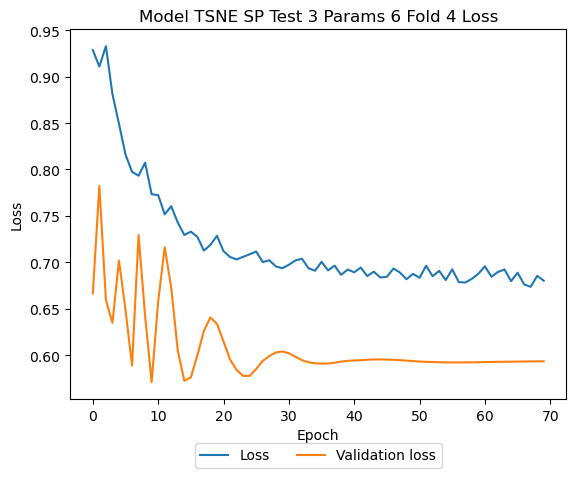 Model TSNE SP Test 3 Params 6 Fold 4 Loss
0.95
0.90
0.85
0.80
0.75
0.70
0.65
0.60
Loss
0 10 20 30 40 50 60 70
Epoch
Loss Validation loss